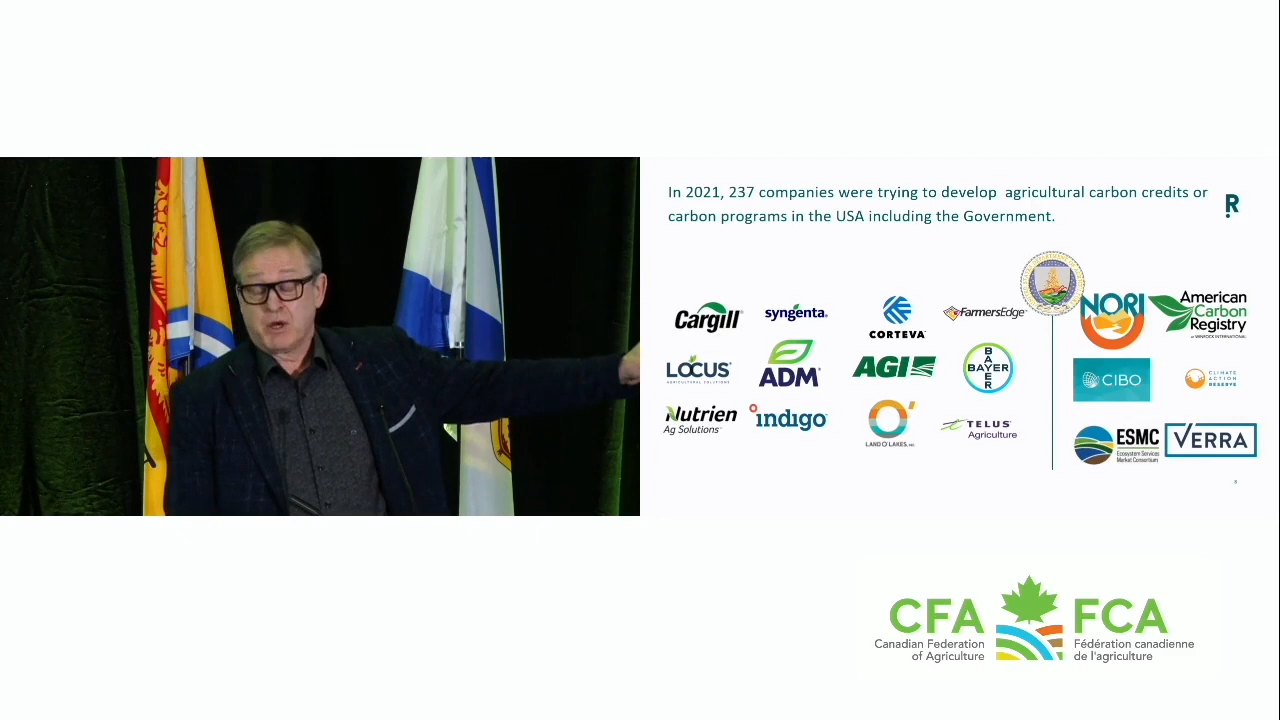 In 2021, 237 companies were trying to develop agricultural carbon credits or
carbon programs in the USA including the Government.
R
Cargill
syngenta
CORTEVA
FarmersEdge
NORI
American
Carbon
Registry
LOCUS
AGRICULTURAL SOLUTIONS
ADM
AGI
BAYER
BAYER
CIBO
CLIMATE
ACTION
RESERVE
Nutrien
Ag Solutions
indigo
LAND O'LAKES, INC
TELUS
Agriculture
ESMC
Ecosystem Services
Market Consortium
VERRA
8
CFA
FCA
Canadian Federation
of Agriculture
Fédération canadienne
de l'agriculture